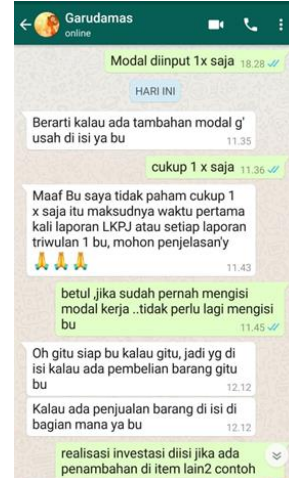 Garudamas
online
Modal diinput 1x saja 18.28
HARI INI
Berarti kalau ada tambahan modal g'
usah di isi ya bu
11.35
cukup 1 x saja 11.36
Maaf Bu saya tidak paham cukup 1
x saja itu maksudnya waktu pertama
kali laporan LKPJ atau setiap laporan
triwulan 1 bu, mohon penjelasan'y
🙏🙏🙏
11.43
betul ,jika sudah pernah mengisi
modal kerja ..tidak perlu lagi mengisi
bu
11.45
Oh gitu siap bu kalau gitu, jadi yg di
isi kalau ada pembelian barang gitu
bu
12.12
Kalau ada penjualan barang di isi di
bagian mana ya bu
12.12
realisasi investasi diisi jika ada
penambahan di item lain2 contoh